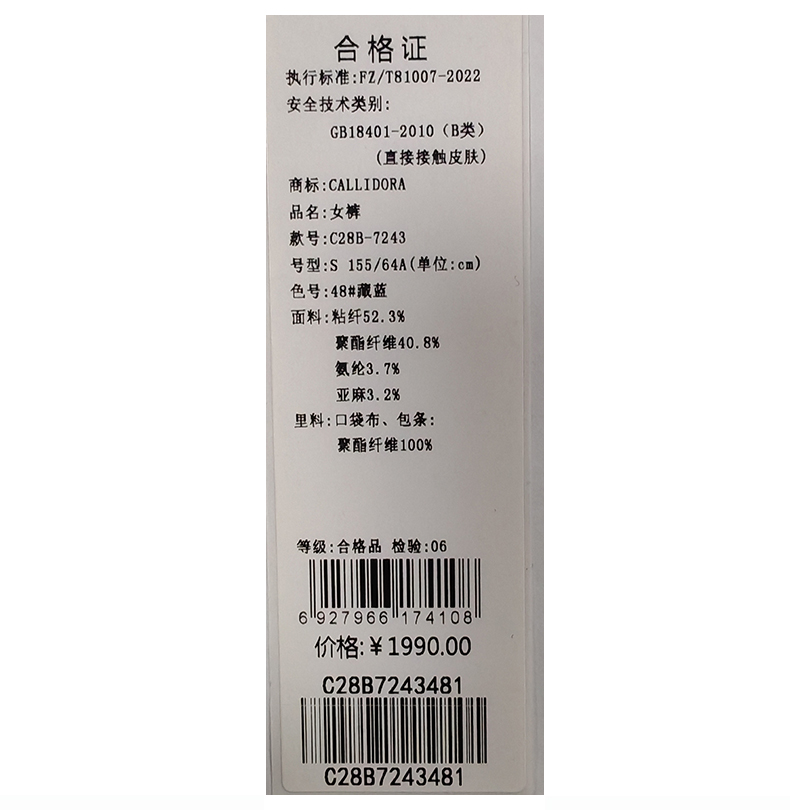 合格证
执行标准:FZ/T81007-2022
安全技术类别:
GB18401-2010（B类）
(直接接触皮肤)
商标:CALLIDORA
品名:女裤
款号:C28B-7243
号型:S 155/64A(单位:cm)
色号:48#藏蓝
面料:粘纤52.3%
聚酯纤维40.8%
氨纶3.7%
亚麻3.2%
里料:口袋布、包条:
聚酯纤维100%
等级:合格品 检验:06
6 927966 174108
价格:￥1990.00
C28B7243481
C28B7243481